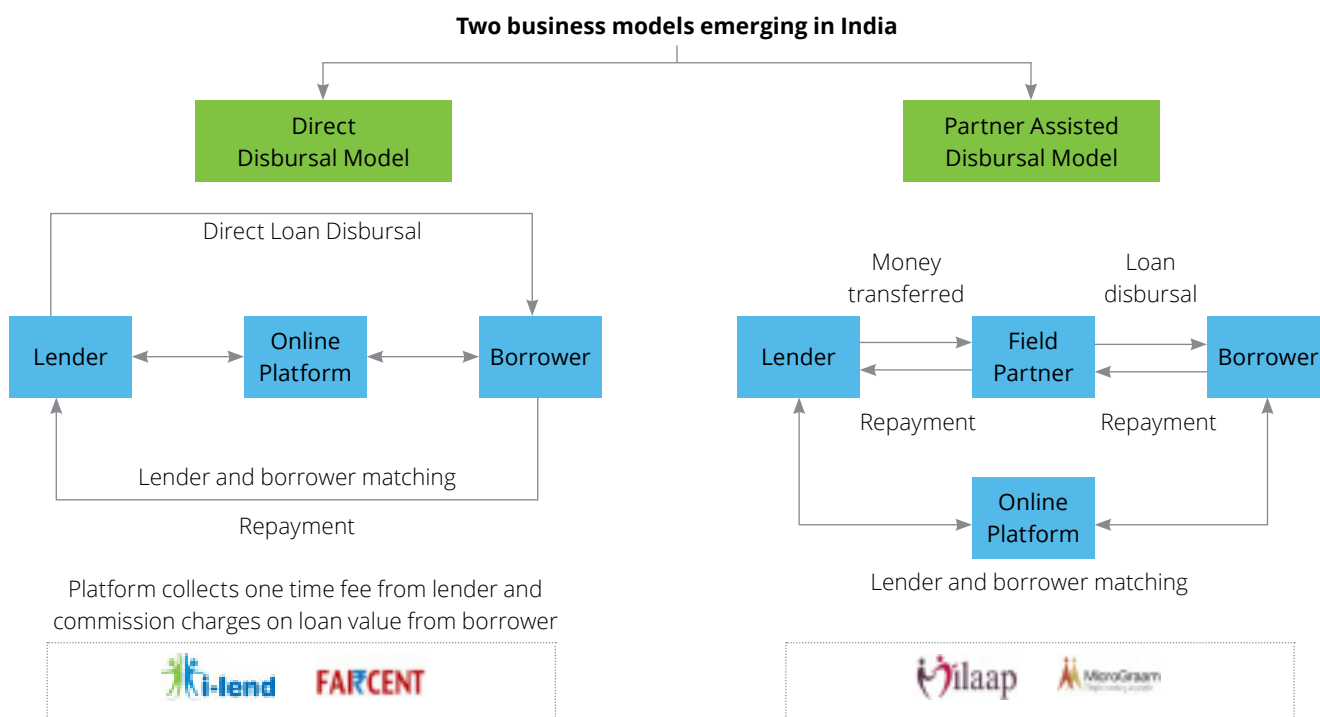 Two business models emerging in India
Direct
Disbursal Model
Partner Assisted
Disbursal Model
Direct Loan Disbursal
Lender
Online
Platform
Borrower
Lender and borrower matching
Repayment
Platform collects one time fee from lender and
commission charges on loan value from borrower
i-lend
FAIRCENT
Money
transferred
Loan
disbursal
Lender
Field
Partner
Borrower
Repayment
Repayment
Online
Platform
Lender and borrower matching
milaap
MicroGraam